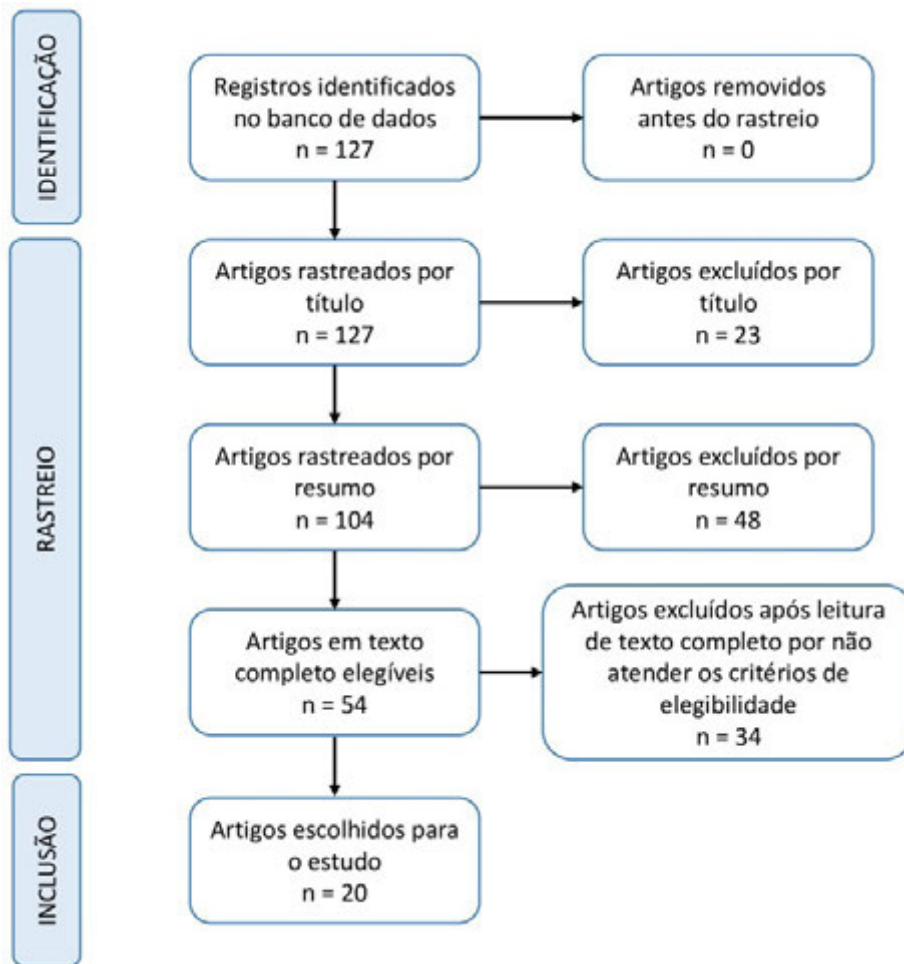 IDENTIFICAÇÃO
Registros identificados
no banco de dados
n = 127
Artigos removidos
antes do rastreio
n = 0
RASTREIO
Artigos rastreados por
título
n = 127
Artigos excluídos por
título
n = 23
Artigos rastreados por
resumo
n = 104
Artigos excluídos por
resumo
n = 48
Artigos em texto
completo elegíveis
n = 54
Artigos excluídos após leitura
de texto completo por não
atender os critérios de
elegibilidade
n = 34
INCLUSÃO
Artigos escolhidos para
o estudo
n = 20